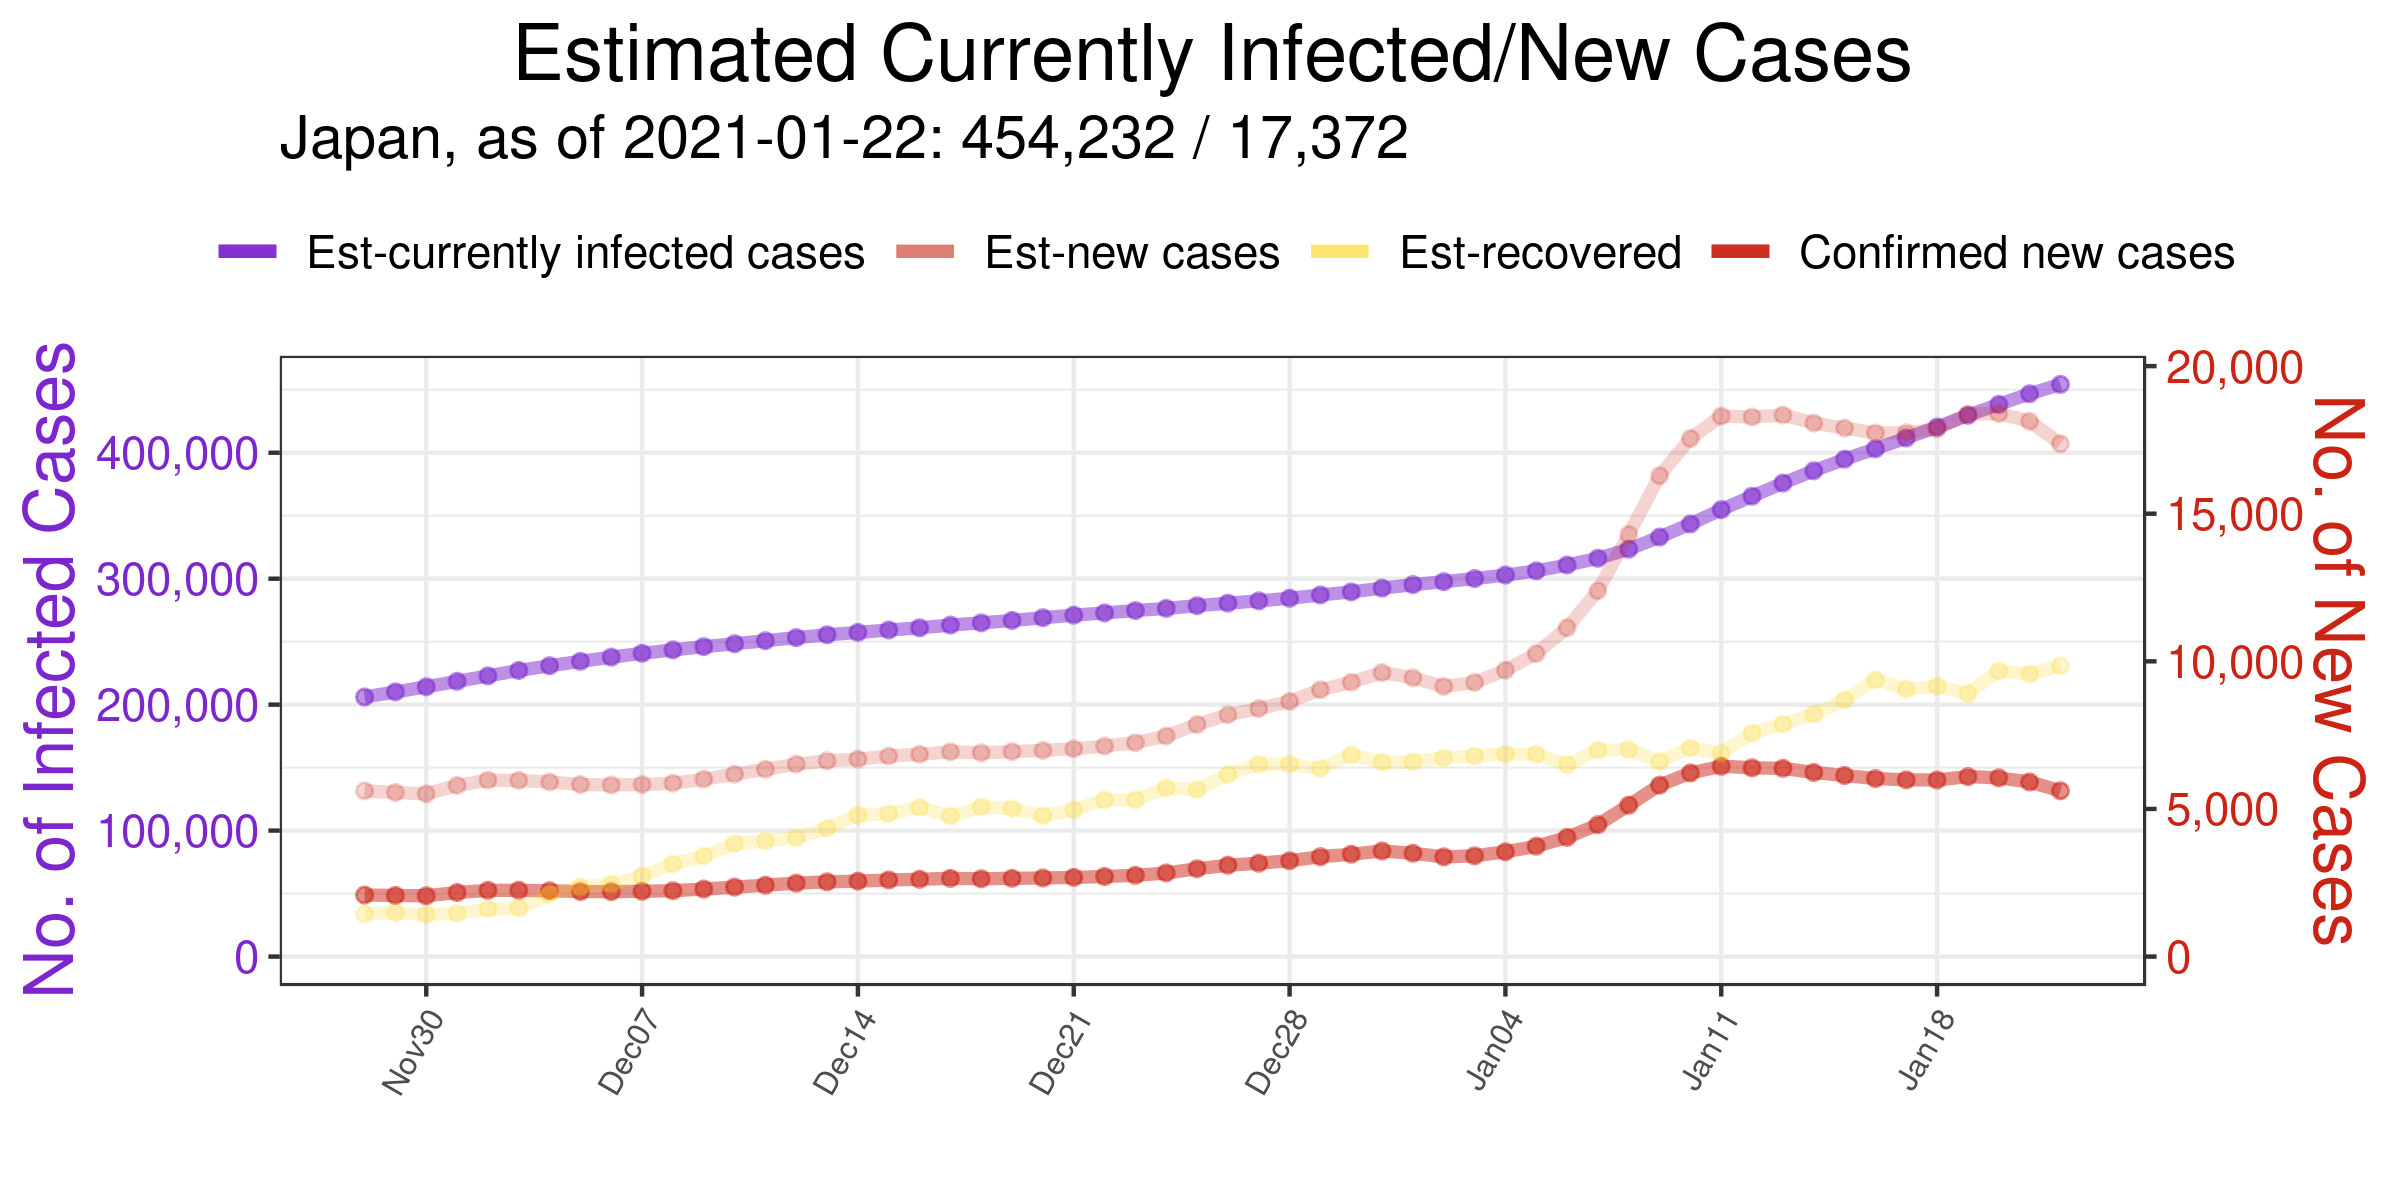 Estimated Currently Infected/New Cases
Japan, as of 2021-01-22: 454,232 / 17,372
Est-currently infected cases Est-new cases Est-recovered Confirmed new cases
No. of Infected Cases
400,000
300,000
200,000
100,000
0
20,000
15,000
10,000
5,000
0
No. of New Cases
Nov30 Dec07 Dec14 Dec21 Dec28 Jan04 Jan11 Jan18